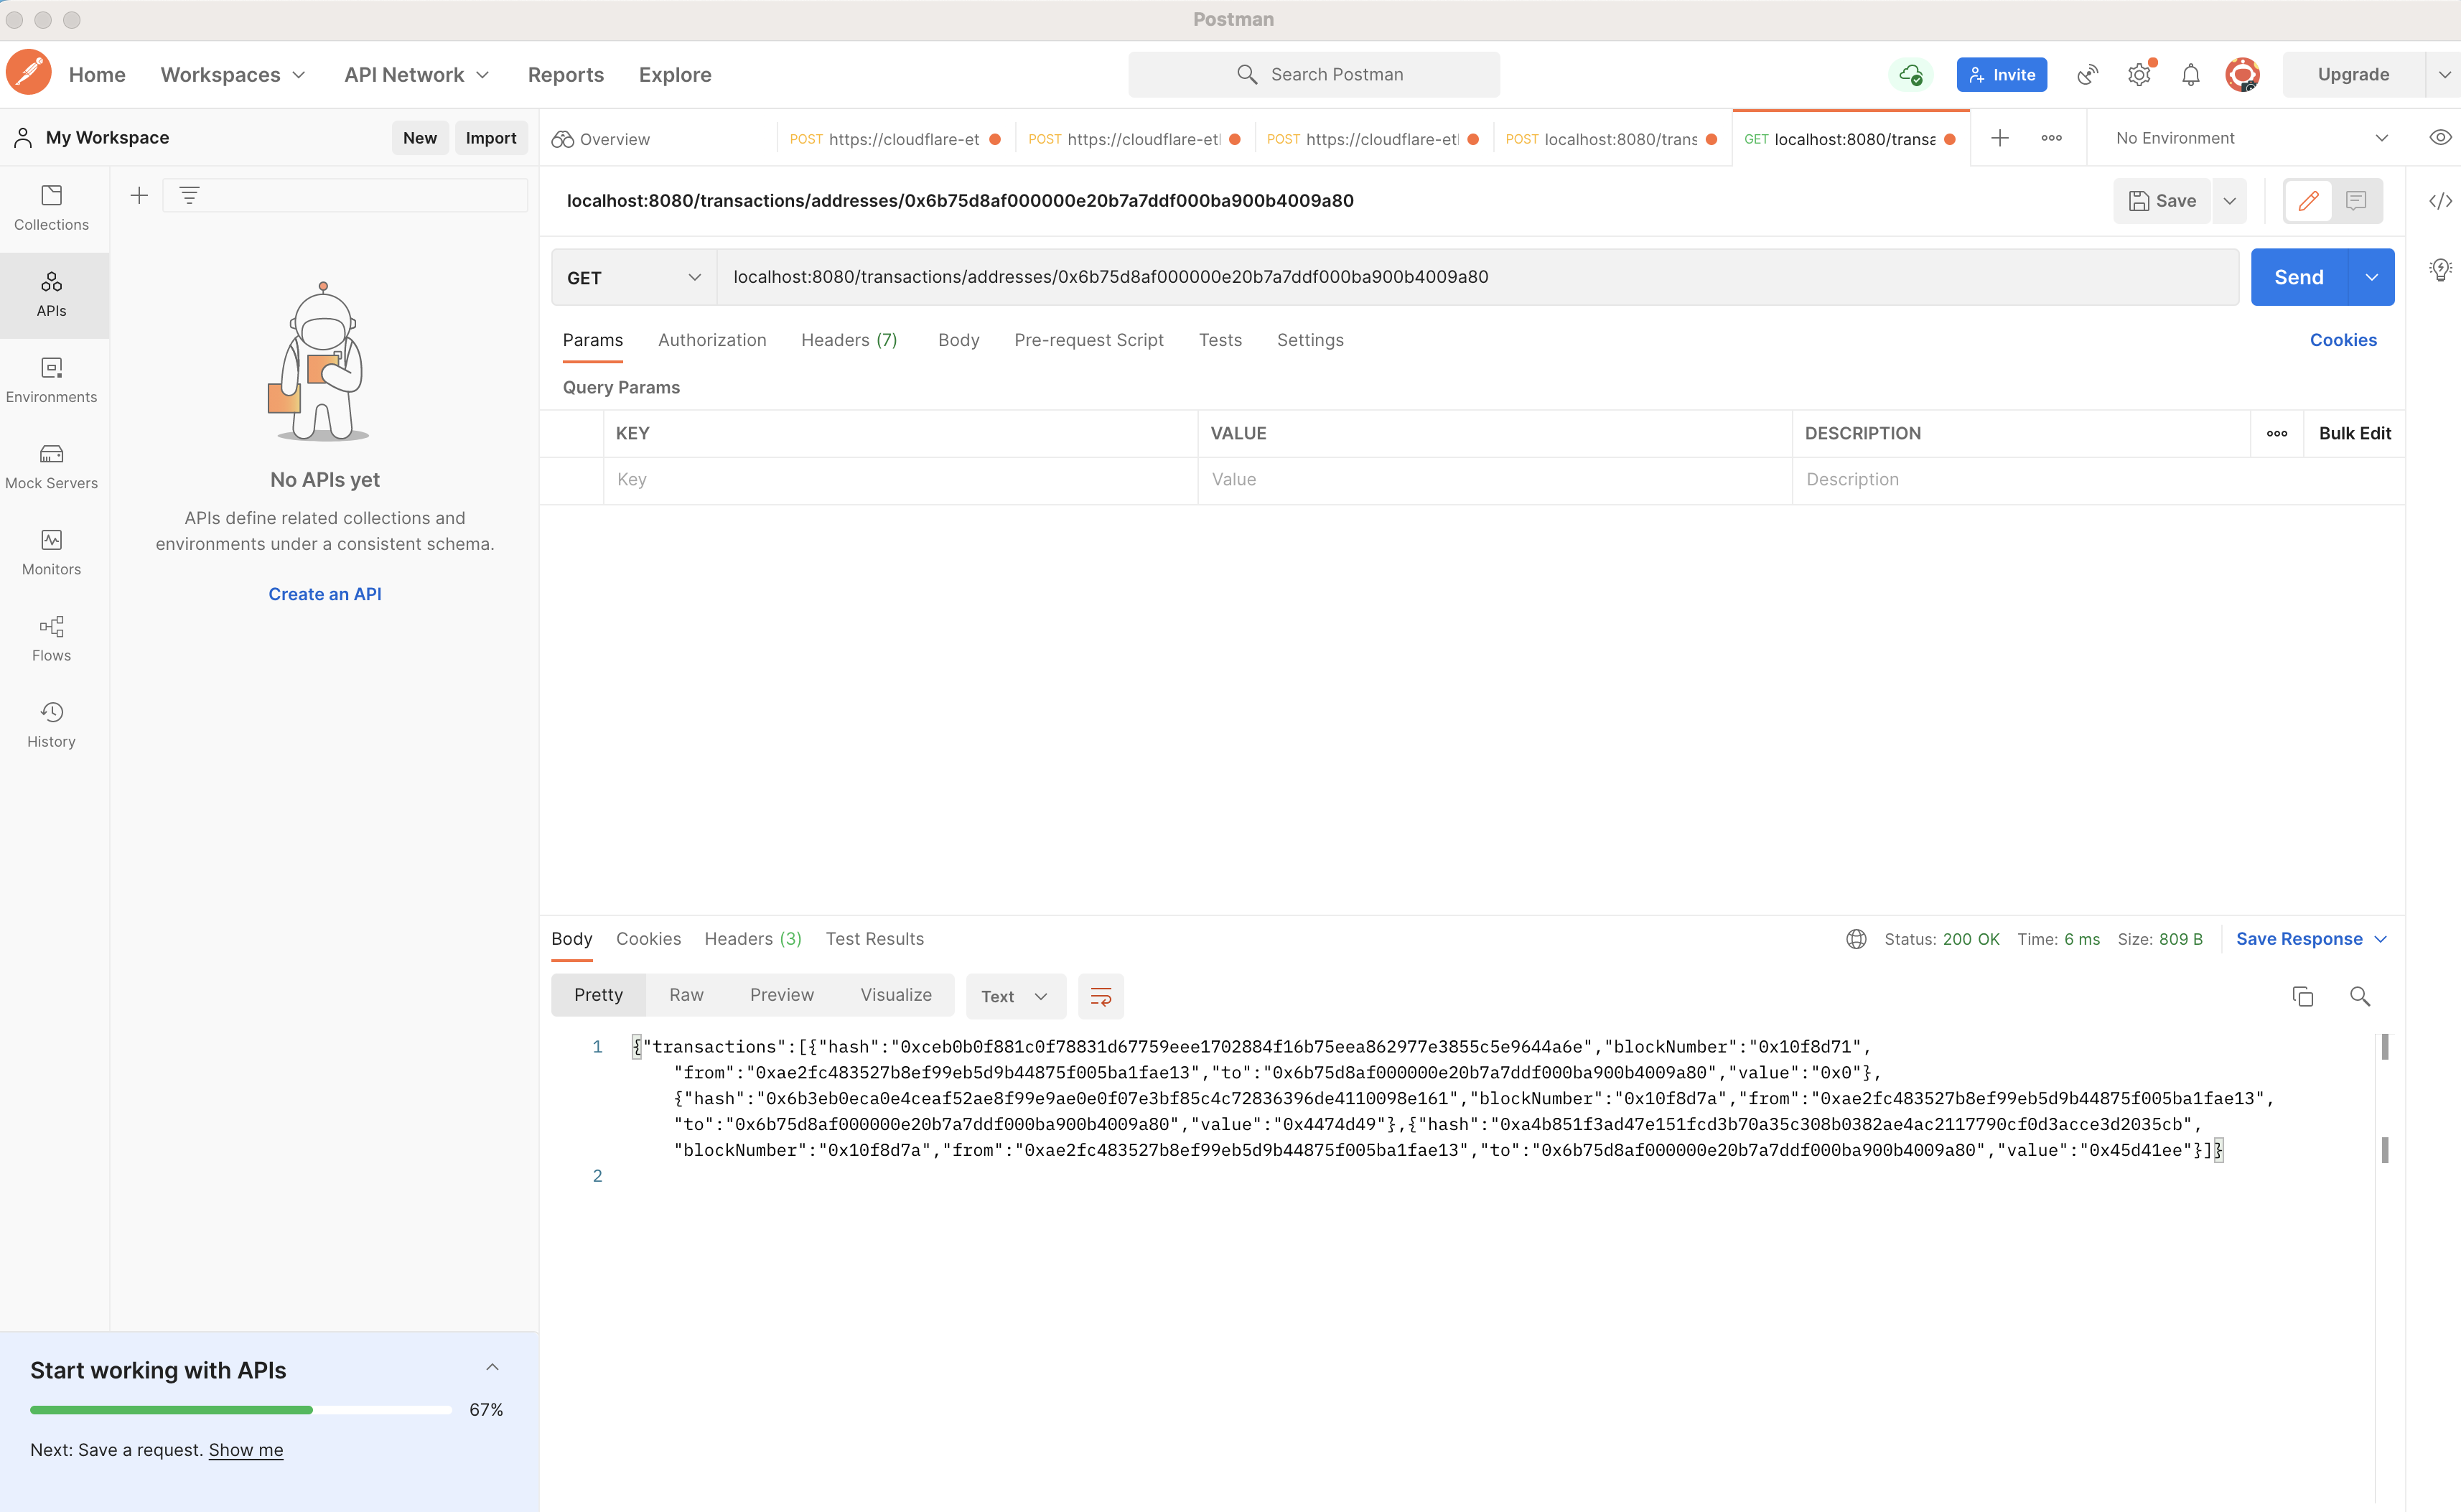 Postman
Home Workspaces API Network Reports Explore Search Postman Invite Upgrade
My Workspace New Import
Overview POST https://cloudflare-et POST https://cloudflare-etl POST https://cloudflare-etl POST localhost:8080/trans GET localhost:8080/transa No Environment
Collections
APIs
Environments
Mock Servers
Monitors
Flows
History
No APIs yet
APIs define related collections and
environments under a consistent schema.
Create an API
Start working with APIs
67%
Next: Save a request. Show me
localhost:8080/transactions/addresses/0x6b75d8af000000e20b7a7ddf000ba900b4009a80 Save
GET localhost:8080/transactions/addresses/0x6b75d8af000000e20b7a7ddf000ba900b4009a80 Send
Params Authorization Headers (7) Body Pre-request Script Tests Settings Cookies
Query Params
KEY VALUE DESCRIPTION Bulk Edit
Key Value Description
Body Cookies Headers (3) Test Results Status: 200 OK Time: 6 ms Size: 809 B Save Response
Pretty Raw Preview Visualize Text
1 {"transactions":[{"hash":"0xceb0b0f881c0f78831d67759eee1702884f16b75eea862977e3855c5e9644a6e","blockNumber":"0x10f8d71",
"from":"0xae2fc483527b8ef99eb5d9b44875f005ba1fae13","to":"0x6b75d8af000000e20b7a7ddf000ba900b4009a80","value":"0x0"},
{"hash":"0x6b3eb0eca0e4ceaf52ae8f99e9ae0e0f07e3bf85c4c72836396de4110098e161","blockNumber":"0x10f8d7a","from":"0xae2fc483527b8ef99eb5d9b44875f005ba1fae13",
"to":"0x6b75d8af000000e20b7a7ddf000ba900b4009a80","value":"0x4474d49"},{"hash":"0xa4b851f3ad47e151fcd3b70a35c308b0382ae4ac2117790cf0d3acce3d2035cb",
"blockNumber":"0x10f8d7a","from":"0xae2fc483527b8ef99eb5d9b44875f005ba1fae13","to":"0x6b75d8af000000e20b7a7ddf000ba900b4009a80","value":"0x45d41ee"}]}
2